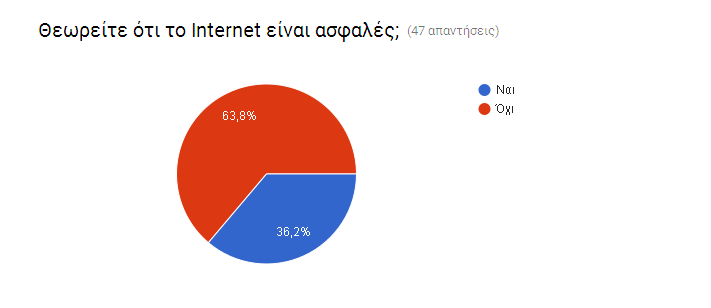 Θεωρείτε ότι το Internet είναι ασφαλές; (47 απαντήσεις)
Ναι
Όχι
63,8%
36,2%